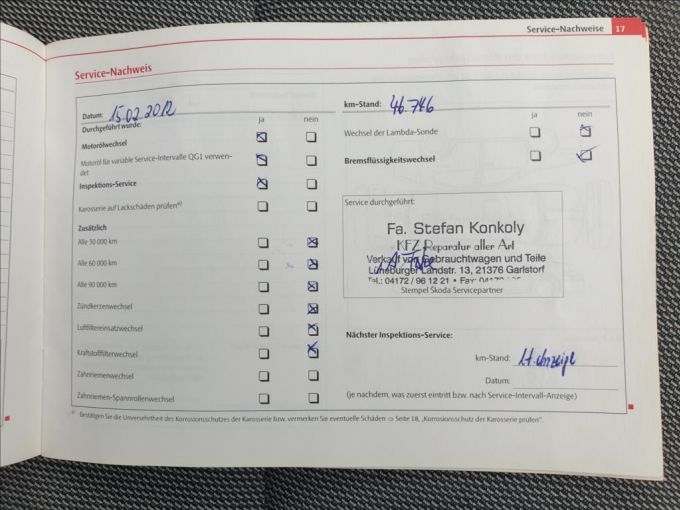 Service-Nachweise 17
Service-Nachweis
Datum: 15.02.2012
Durchgeführt wurde:
ja nein
Motorölwechsel
Motoröl für variable Service-Intervalle QG1 verwen-
det
Inspektions-Service
Karosserie auf Lackschäden prüfen a)
Zusätzlich
Alle 30 000 km
Alle 60 000 km
Alle 90 000 km
Zündkerzenwechsel
Luftfiltereinsatzwechsel
Kraftstofffilterwechsel
Zahnriemenwechsel
Zahnriemen-Spannrollenwechsel
km-Stand: 46.746
ja nein
Wechsel der Lambda-Sonde
Bremsflüssigkeitswechsel
Service durchgeführt:
Fa. Stefan Konkoly
KFZ Reparatur aller Art
Verkauf von Gebrauchtwagen und Teile
Lüneburger Landstr. 13, 21376 Garlstorf
Tel.: 04172 / 96 12 21 • Fax:
Stempel Škoda Servicepartner
Nächster Inspektions-Service:
km-Stand: lt. Anzeige
Datum:
(je nachdem, was zuerst eintritt bzw. nach Service-Intervall-Anzeige)
a) Bestätigen Sie die Unversehrtheit des Korrosionsschutzes der Karosserie bzw. vermerken Sie eventuelle Schäden ⇨ Seite 18, „Korrosionsschutz der Karosserie prüfen".